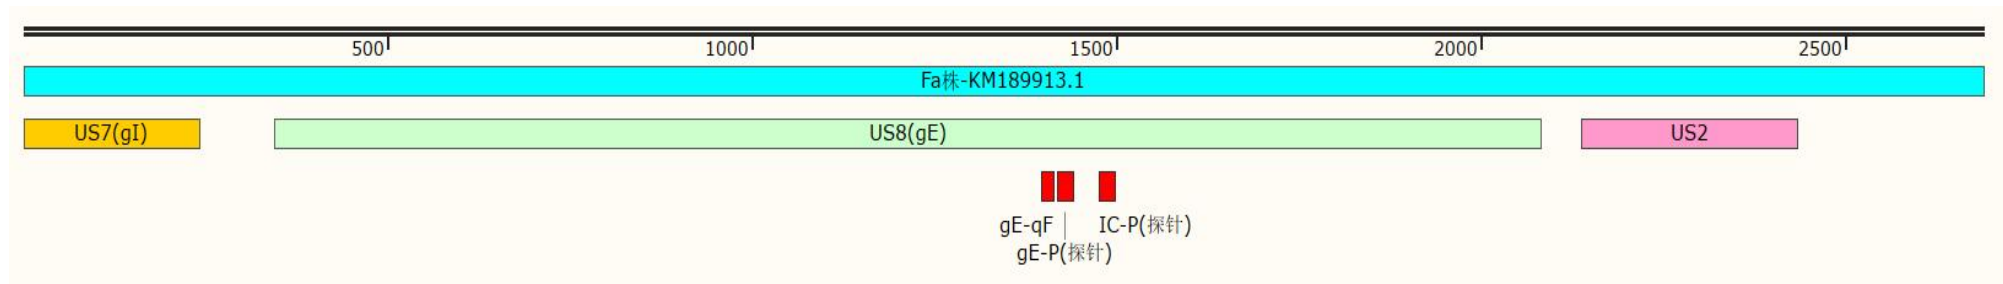 500 1000 1500 2000 2500
Fa株-KM189913.1
US7(gI) US8(gE) US2
gE-qF IC-P(探针)
gE-P(探针)